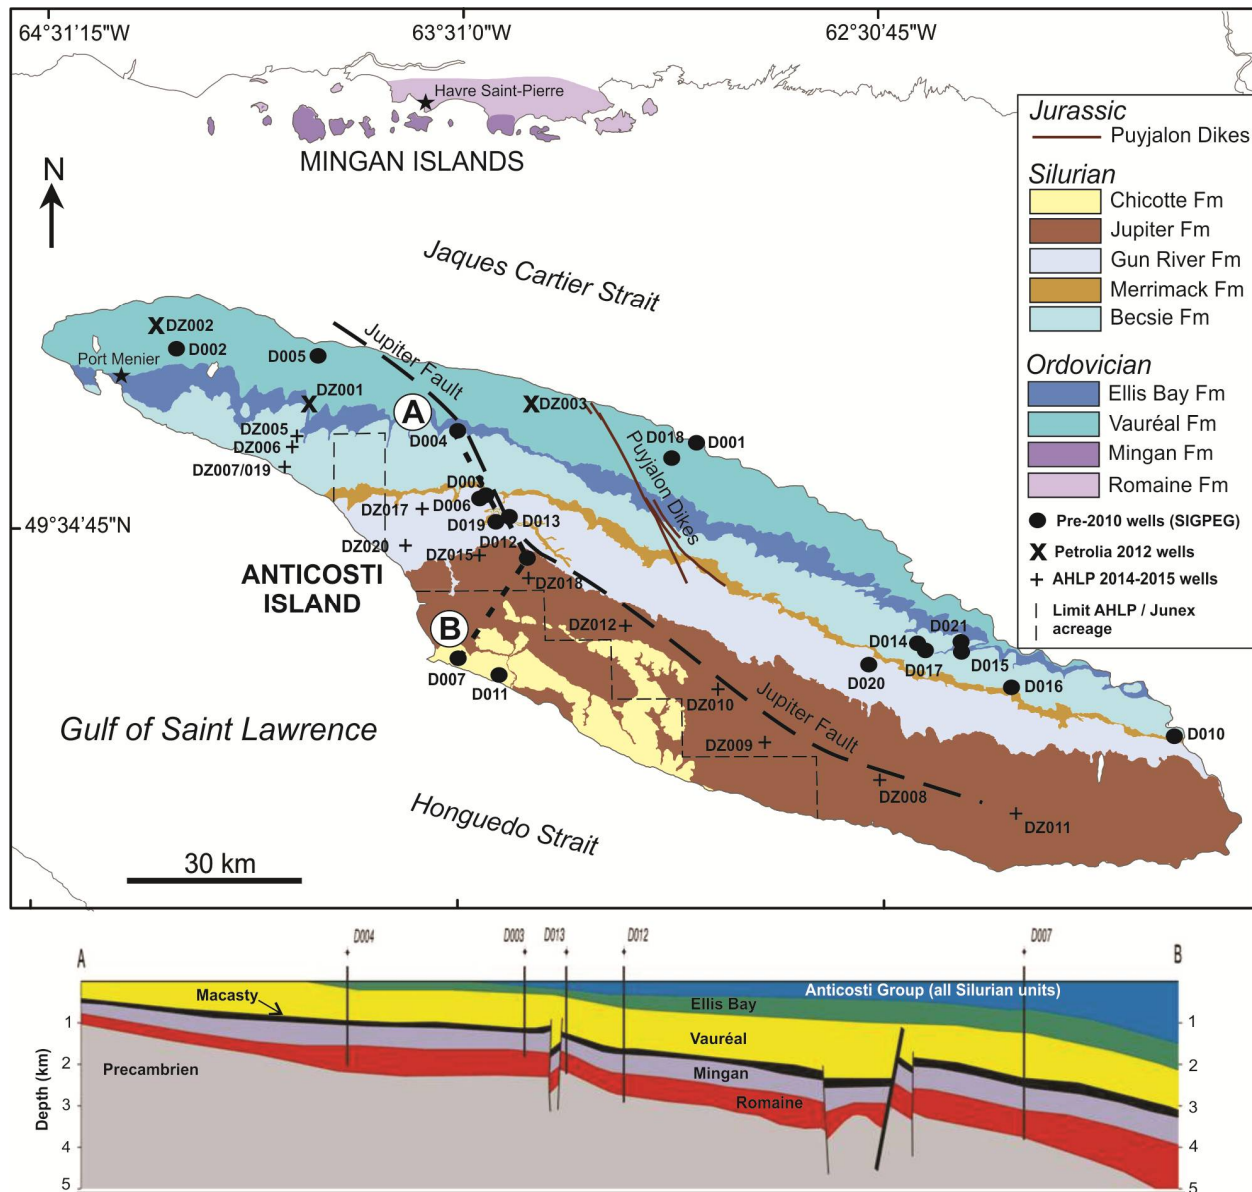 64°31'15"W
63°31'0"W
62°30'45"W
Havre Saint-Pierre
MINGAN ISLANDS
N
Jaques Cartier Strait
Jurassic
Puyjalon Dikes
Silurian
Chicotte Fm
Jupiter Fm
Gun River Fm
Merrimack Fm
Becsie Fm
Ordovician
Ellis Bay Fm
Vauréal Fm
Mingan Fm
Romaine Fm
Pre-2010 wells (SIGPEG)
Petrolia 2012 wells
AHLP 2014-2015 wells
Limit AHLP / Junex
acreage
DZ002
D002
Port Menier
D005
Jupiter Fault
DZ001
A
DZ003
D004
D018
D001
DZ005
DZ006
DZ007/019
Puyjalon Dikes
D003
D006
DZ017
D019
D013
49°34'45"N
D012
DZ020
DZ015
DZ018
ANTICOSTI
ISLAND
B
DZ012
D021
D014
D017
D015
D020
D016
D007
D011
DZ010
Jupiter Fault
D010
DZ009
DZ008
DZ011
Gulf of Saint Lawrence
Honguedo Strait
30 km
A
D004
D003
D013
D012
D007
B
Macasty
Anticosti Group (all Silurian units)
Ellis Bay
Vauréal
Mingan
Romaine
Precambrien
Depth (km)
1
2
3
4
5
1
2
3
4
5